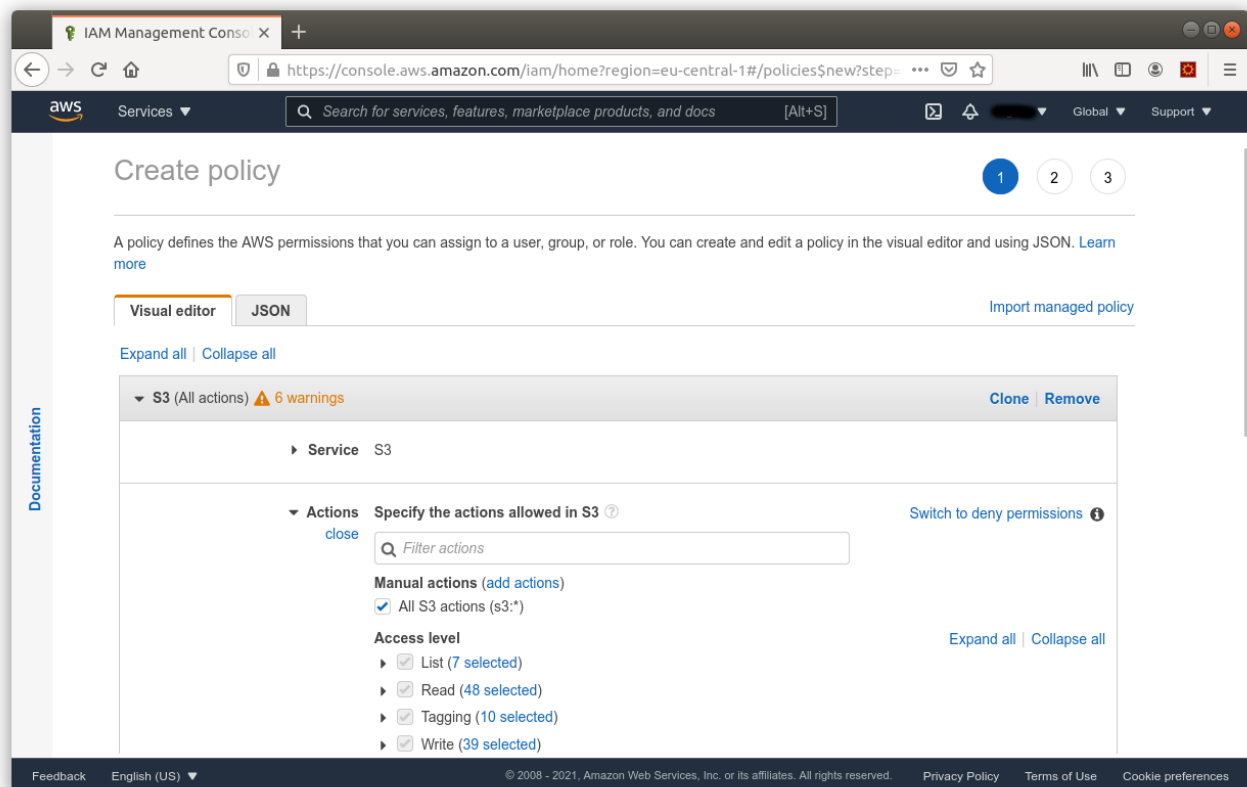 IAM Management Conso
https://console.aws.amazon.com/iam/home?region=eu-central-1#/policies$new?step=
aws Services Search for services, features, marketplace products, and docs [Alt+S] Global Support
Create policy 1 2 3
A policy defines the AWS permissions that you can assign to a user, group, or role. You can create and edit a policy in the visual editor and using JSON. Learn
more
Visual editor JSON Import managed policy
Expand all | Collapse all
S3 (All actions) 6 warnings Clone | Remove
Service S3
Documentation
Actions Specify the actions allowed in S3 Switch to deny permissions
close
Filter actions
Manual actions (add actions)
All S3 actions (s3:*)
Access level Expand all | Collapse all
List (7 selected)
Read (48 selected)
Tagging (10 selected)
Write (39 selected)
Feedback English (US) © 2008 - 2021, Amazon Web Services, Inc. or its affiliates. All rights reserved. Privacy Policy Terms of Use Cookie preferences